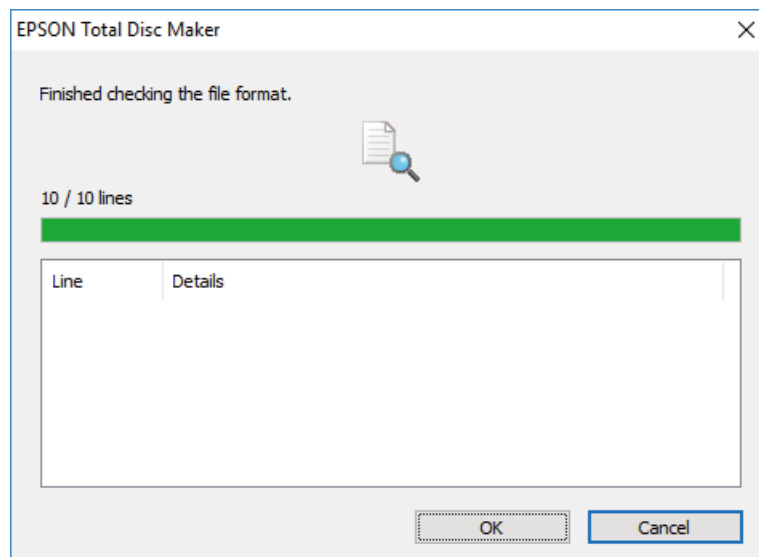 EPSON Total Disc Maker
Finished checking the file format.
10 / 10 lines
Line Details
OK Cancel